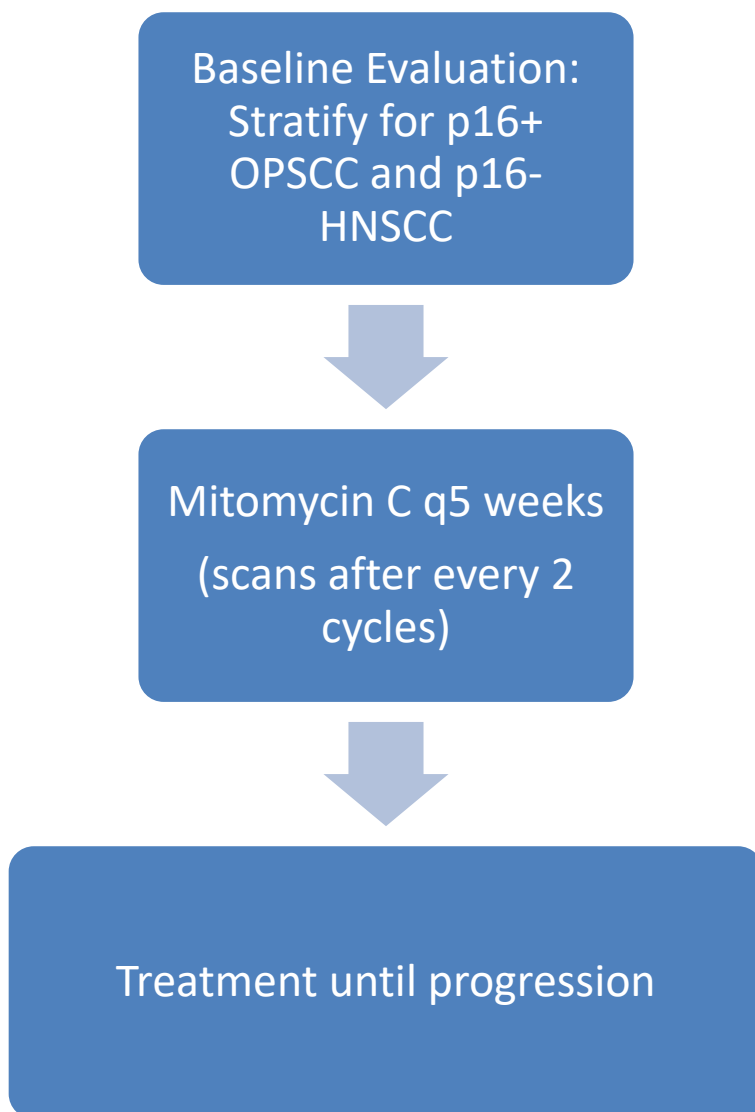 Baseline Evaluation:
Stratify for p16+
OPSCC and p16-
HNSCC
Mitomycin C q5 weeks
(scans after every 2
cycles)
Treatment until progression